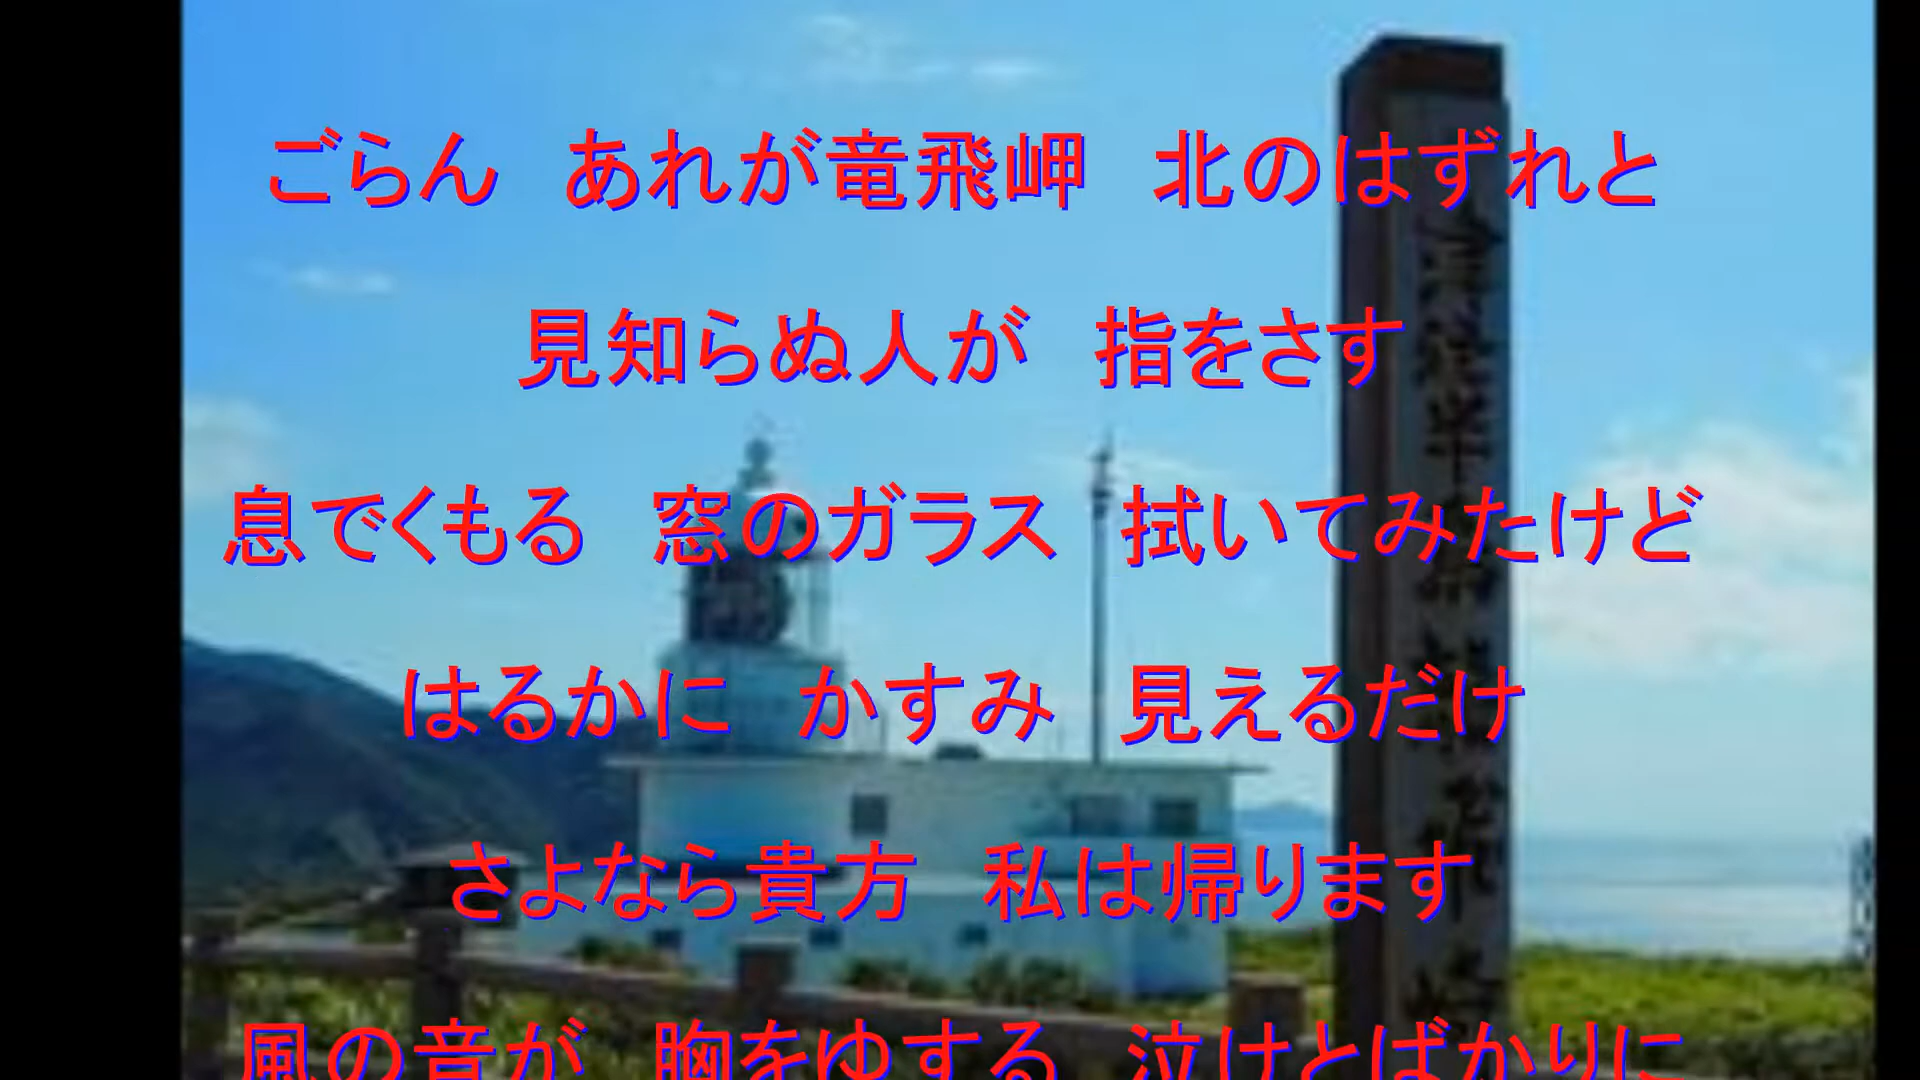 ごらん　あれが竜飛岬　北のはずれと
見知らぬ人が　指をさす
息でくもる　窓のガラス　拭いてみたけど
はるかに　かすみ　見えるだけ
さよなら貴方　私は帰ります
風の音が　胸をゆする　泣けとばかりに